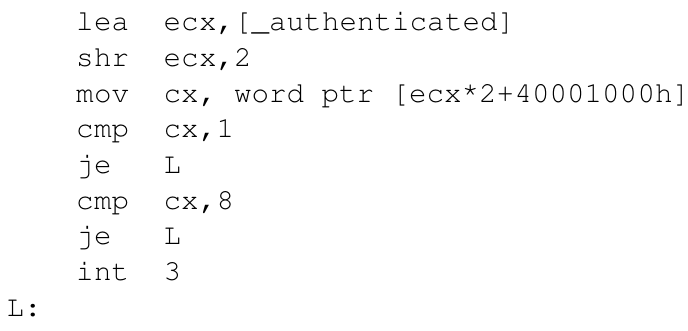 lea ecx,[_authenticated]
shr ecx,2
mov cx, word ptr [ecx*2+40001000h]
cmp cx,1
je L
cmp cx,8
je L
int 3
L: